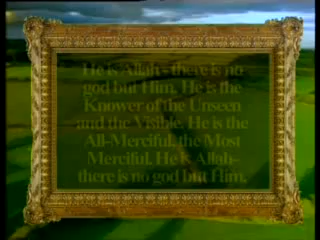 He is Allah - there is no
god but Him. He is the
Knower of the Unseen
and the Visible. He is the
All-Merciful, the Most
Merciful. He is Allah–
there is no god but Him.